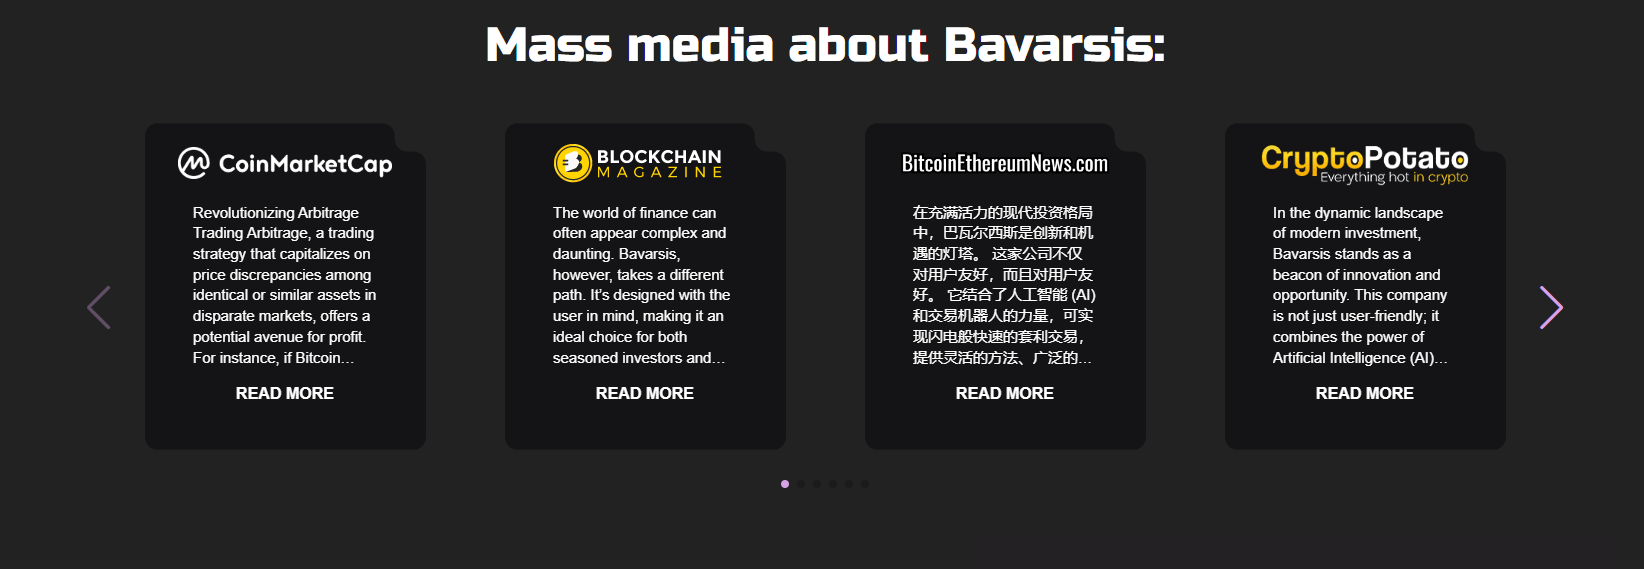 Mass media about Bavarsis:
CoinMarketCap
Revolutionizing Arbitrage
Trading Arbitrage, a trading
strategy that capitalizes on
price discrepancies among
identical or similar assets in
disparate markets, offers a
potential avenue for profit.
For instance, if Bitcoin...
READ MORE
BLOCKCHAIN
MAGAZINE
The world of finance can
often appear complex and
daunting. Bavarsis,
however, takes a different
path. It’s designed with the
user in mind, making it an
ideal choice for both
seasoned investors and...
READ MORE
BitcoinEthereumNews.com
在充满活力的现代投资格局
中，巴瓦尔西斯是创新和机
遇的灯塔。 这家公司不仅
对用户友好，而且对用户友
好。 它结合了人工智能 (AI)
和交易机器人的力量，可实
现闪电般快速的套利交易，
提供灵活的方法、广泛的...
READ MORE
CryptoPotato
Everything hot in crypto
In the dynamic landscape
of modern investment,
Bavarsis stands as a
beacon of innovation and
opportunity. This company
is not just user-friendly; it
combines the power of
Artificial Intelligence (AI)...
READ MORE